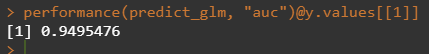 > performance(predict_glm, "auc")@y.values[[1]]
[1] 0.9495476
>